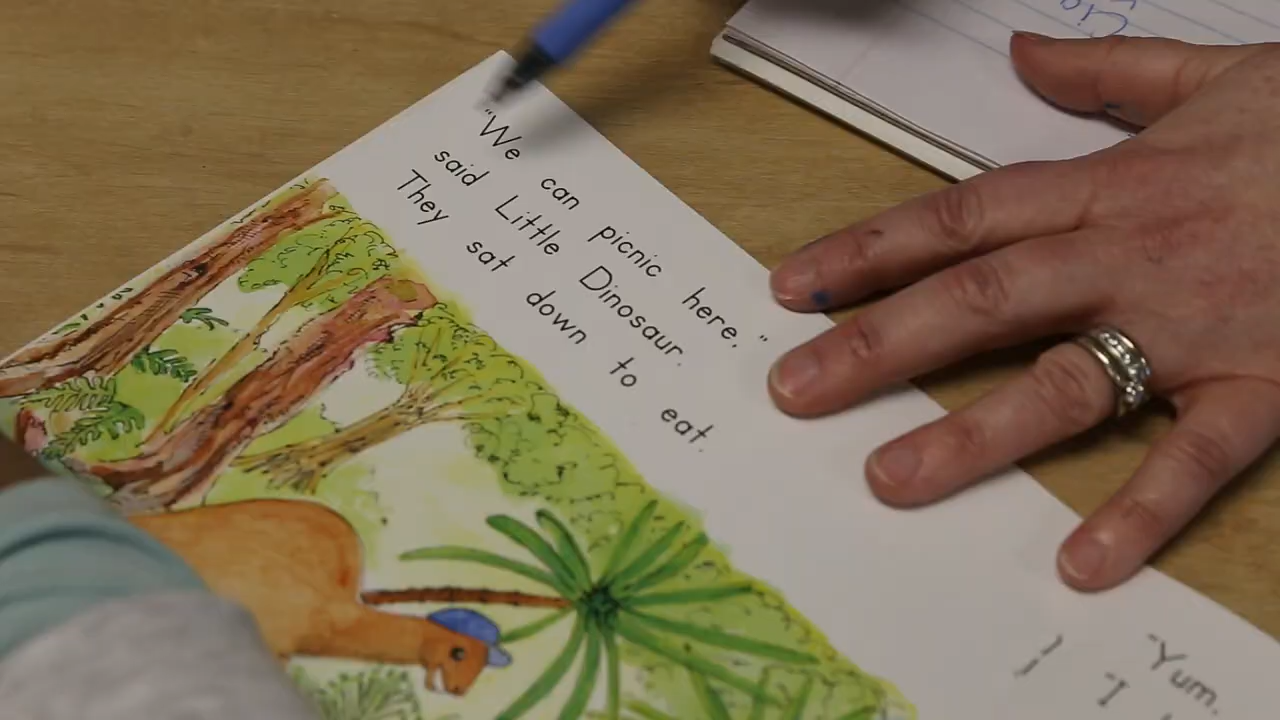 "We can picnic here,"
said Little Dinosaur.
They sat down to eat.
"Yum.